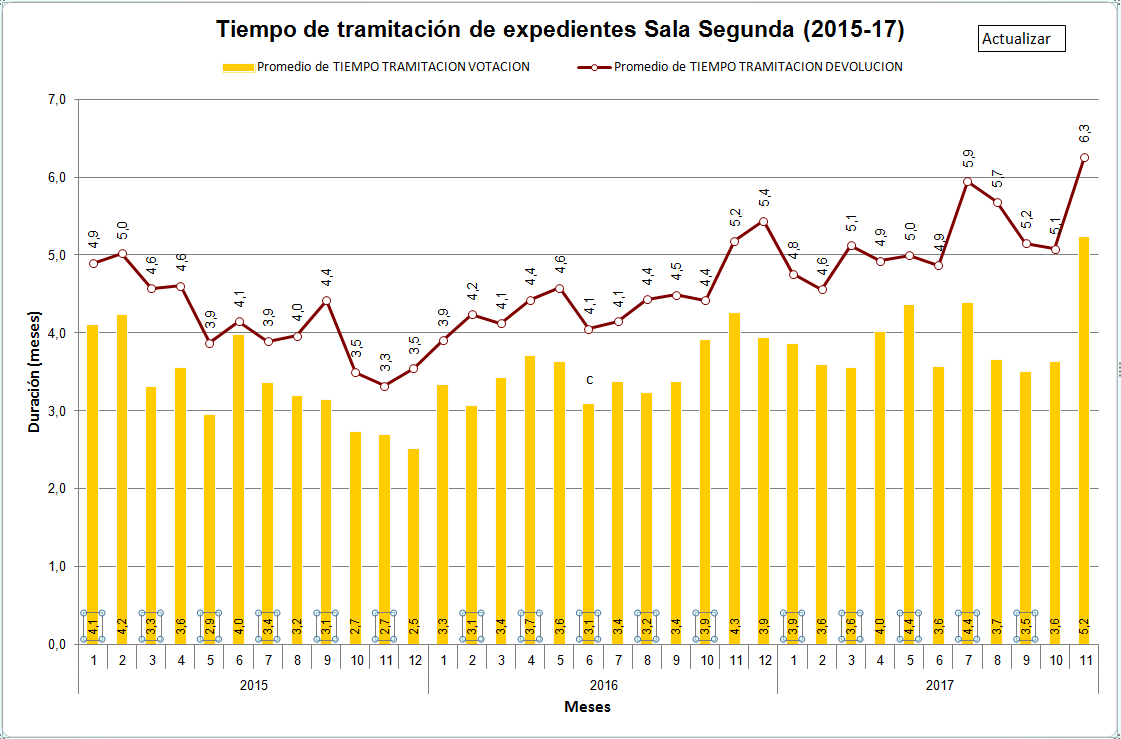 Tiempo de tramitación de expedientes Sala Segunda (2015-17)
Actualizar
Promedio de TIEMPO TRAMITACION VOTACION Promedio de TIEMPO TRAMITACION DEVOLUCION
Duración (meses)
7,0
6,0
5,0
4,0
3,0
2,0
1,0
0,0
4,9 5,0 4,6 4,6 3,9 4,1 3,9 4,0 4,4 3,5 3,3 3,5 3,9 4,2 4,1 4,4 4,6 4,1 4,1 4,4 4,5 4,4 5,2 5,4 4,8 4,6 5,1 4,9 5,0 4,9 5,9 5,7 5,2 5,1 6,3
c
4,1 4,2 3,3 3,6 2,9 4,0 3,4 3,2 3,1 2,7 2,7 2,5 3,3 3,1 3,4 3,7 3,6 3,1 3,4 3,2 3,4 3,9 4,3 3,9 3,9 3,6 3,6 4,0 4,4 3,6 4,4 3,7 3,5 3,6 5,2
1 2 3 4 5 6 7 8 9 10 11 12 1 2 3 4 5 6 7 8 9 10 11 12 1 2 3 4 5 6 7 8 9 10 11
2015 2016 2017
Meses